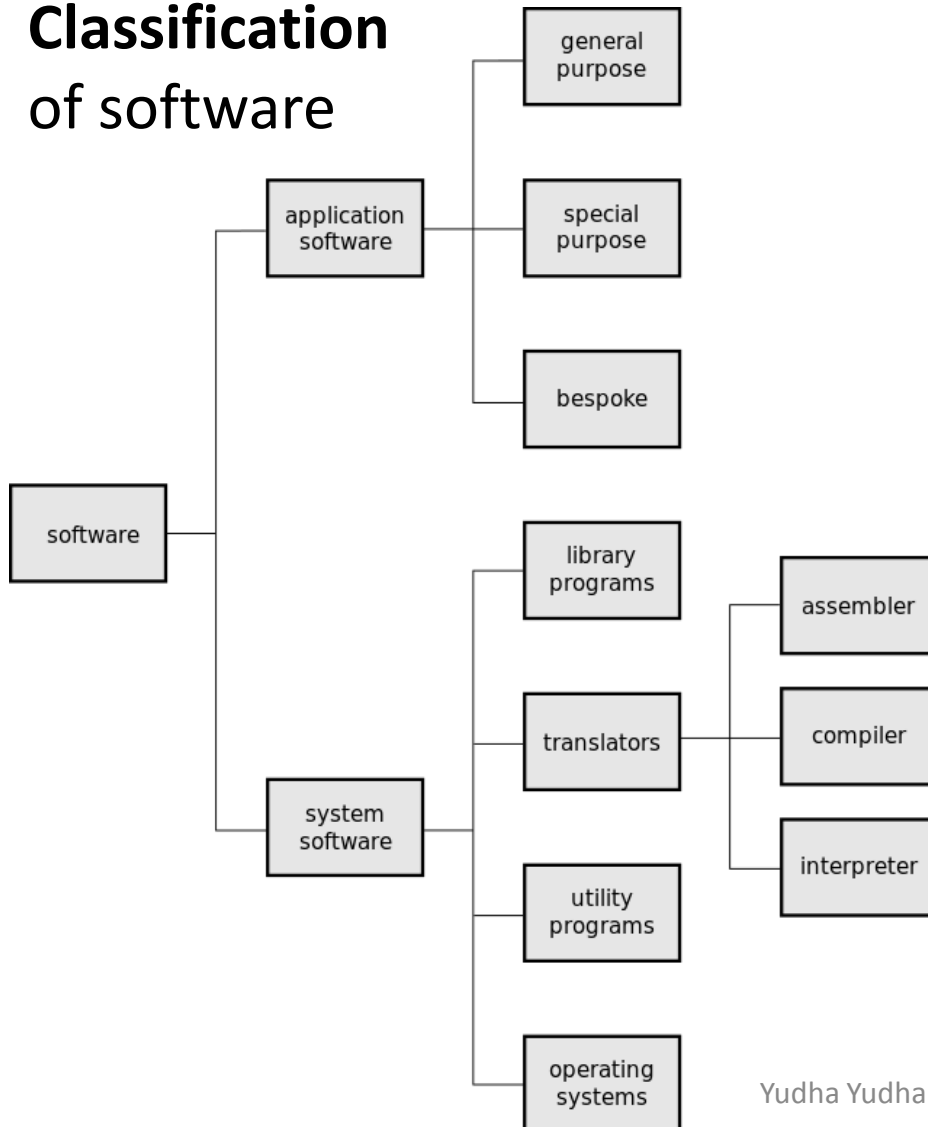 Classification
of software
general
purpose
application
software
special
purpose
bespoke
software
library
programs
assembler
translators
compiler
system
software
interpreter
utility
programs
operating
systems
Yudha Yudha